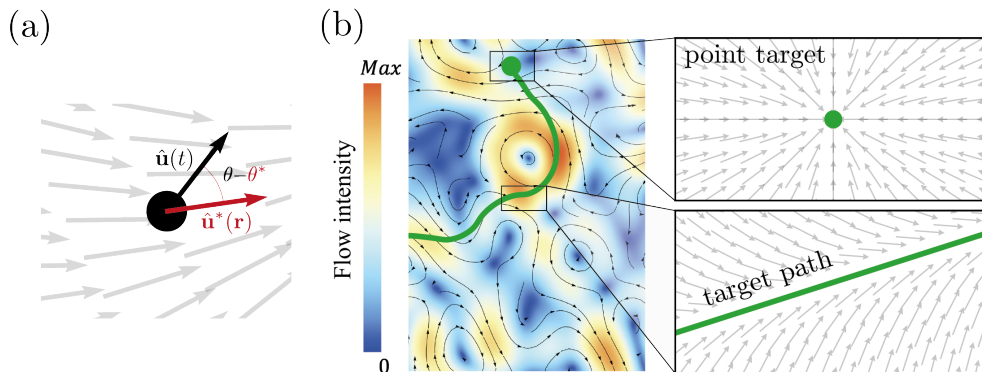 (a)
û(t)
θ-θ*
û*(r)
(b)
Max
Flow intensity
0
point target
target path